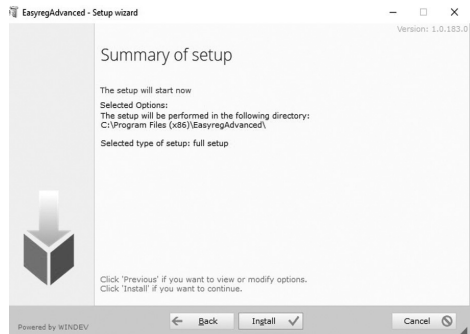 EasyregAdvanced - Setup wizard
Version: 1.0.183.0
Summary of setup
The setup will start now
Selected Options:
The setup will be performed in the following directory:
C:\Program Files (x86)\EasyregAdvanced\
Selected type of setup: full setup
Click 'Previous' if you want to view or modify options.
Click 'Install' if you want to continue.
Powered by WINDEV
Back
Install
Cancel